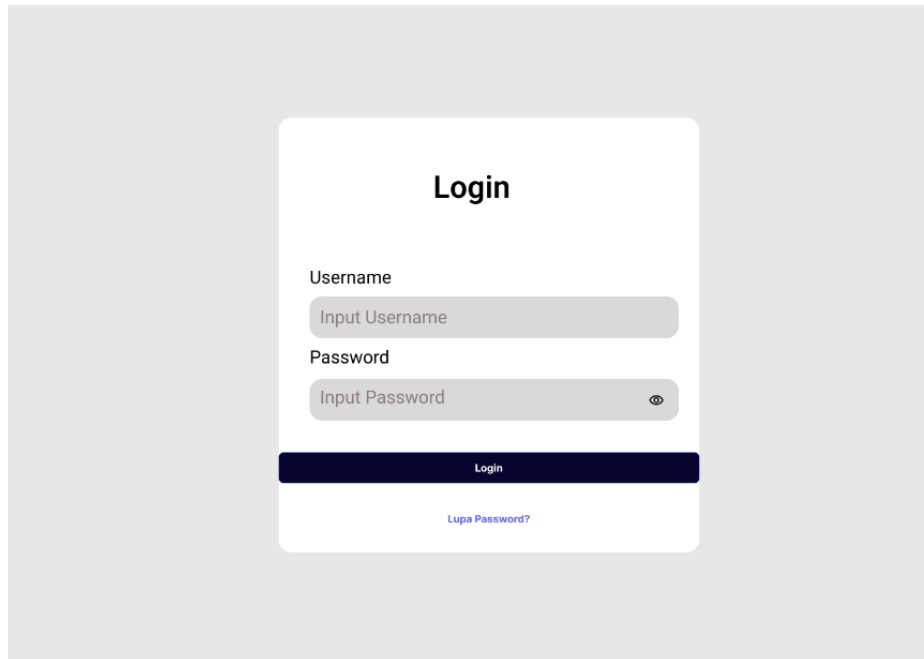 Login
Username
Input Username
Password
Input Password
Login
Lupa Password?